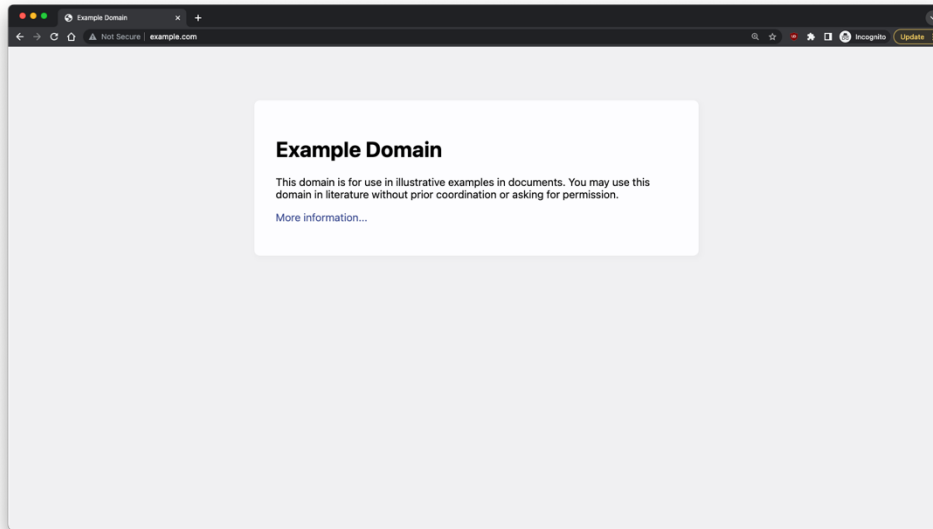 Example Domain
Not Secure | example.com
Incognito
Update
Example Domain
This domain is for use in illustrative examples in documents. You may use this
domain in literature without prior coordination or asking for permission.
More information...